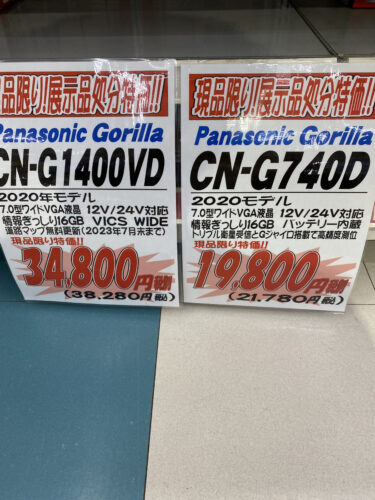 現品限り!展示品処分特価!!
Panasonic Gorilla
CN-G1400VD
2020年モデル
7.0型ワイドVGA液晶 12V/24V対応
情報ぎっしり16GB VICS WIDE
道路マップ無料更新(2023年7月末まで)
現品限り特価!!
34,800円(税別)
(38,280円税込)
現品限り!展示品処分特価!!
Panasonic Gorilla
CN-G740D
2020モデル
7.0型ワイドVGA液晶 12V/24V対応
情報ぎっしり16GB バッテリー内蔵
トリプル衛星受信とGジャイロ搭載で高精度測位
現品限り特価!!
19,800円(税別)
(21,780円税込)